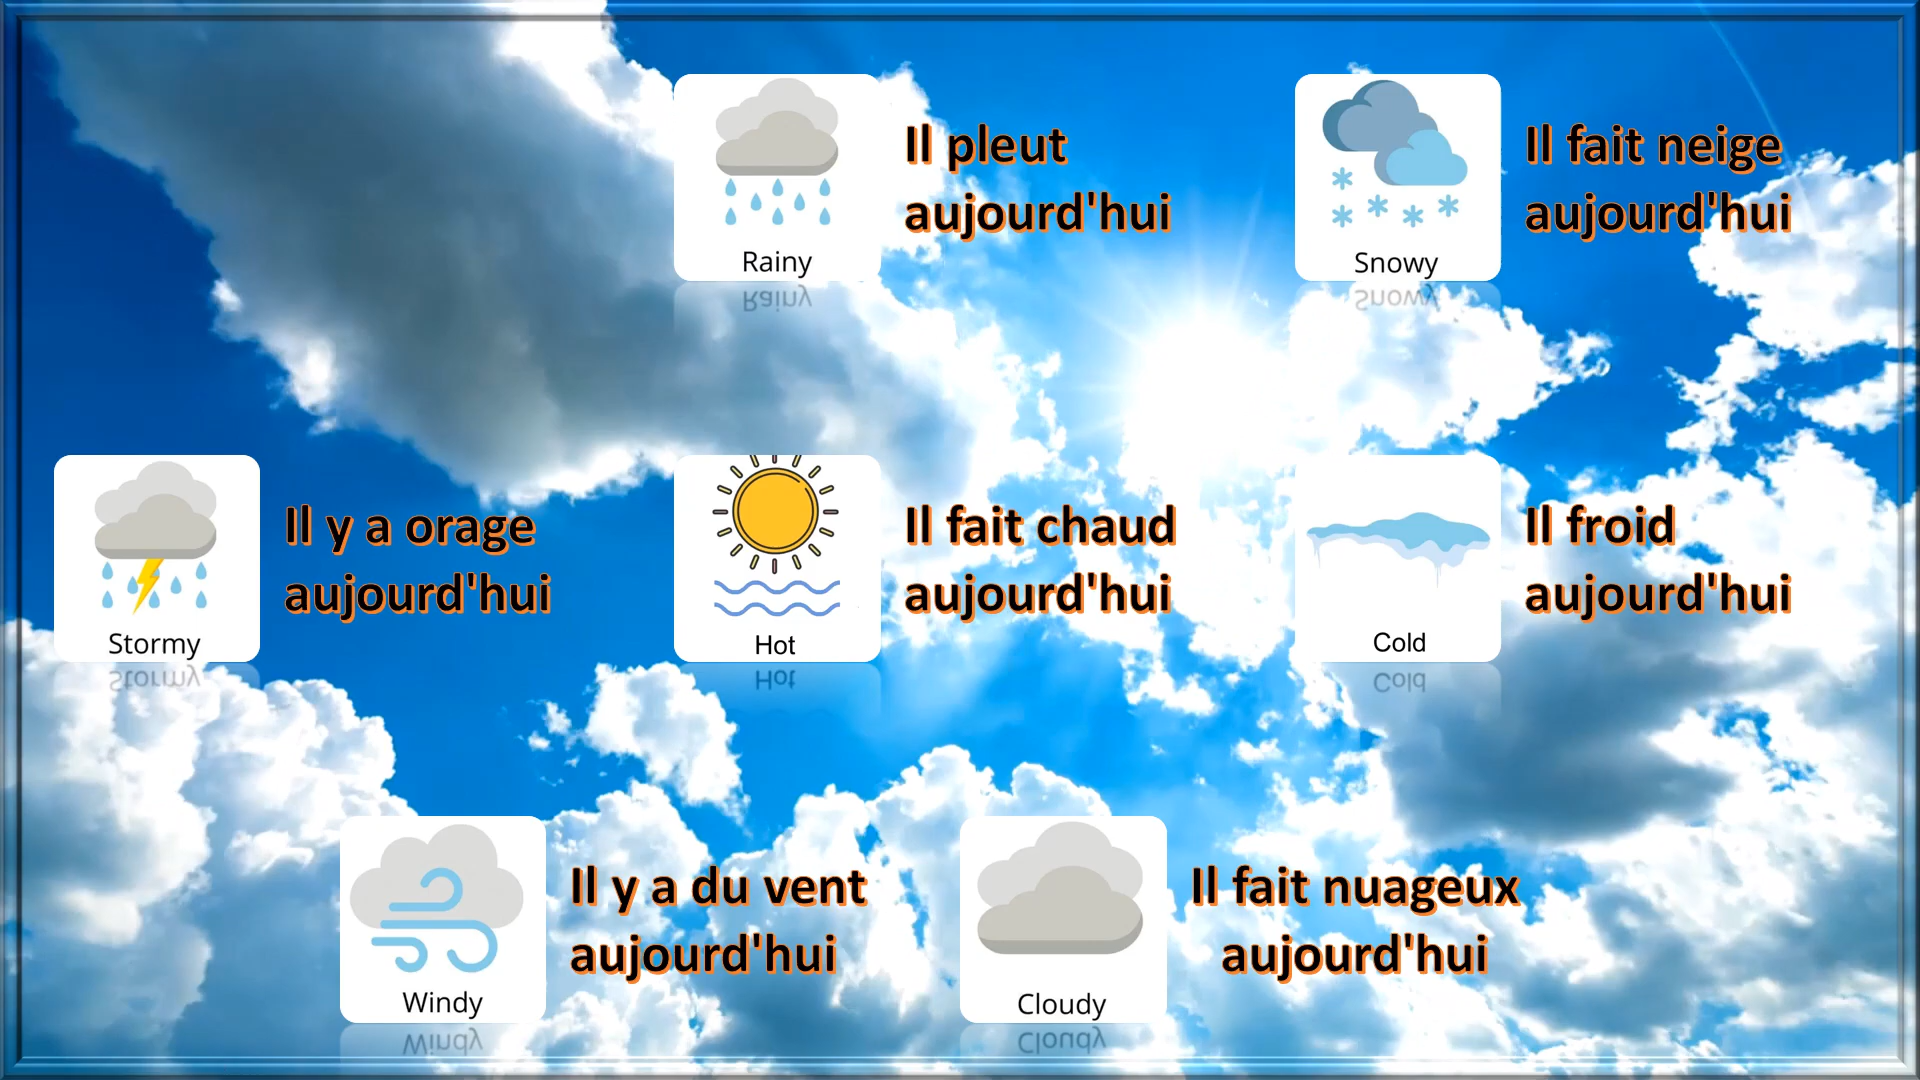 Il pleut
aujourd'hui
Rainy
Il fait neige
aujourd'hui
Snowy
Il y a orage
aujourd'hui
Stormy
Il fait chaud
aujourd'hui
Hot
Il froid
aujourd'hui
Cold
Il y a du vent
aujourd'hui
Windy
Il fait nuageux
aujourd'hui
Cloudy